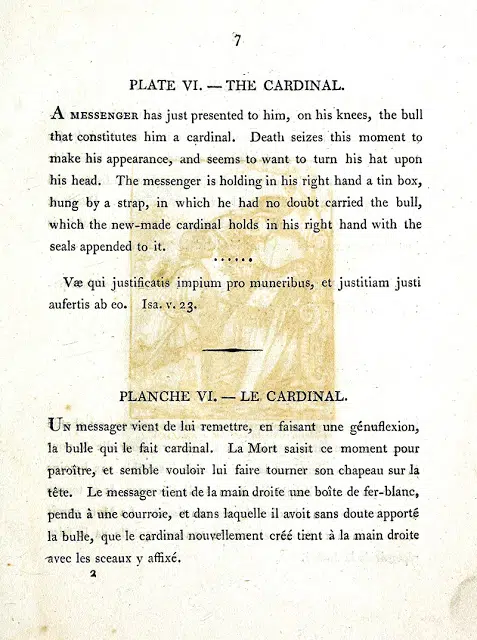 7
PLATE VI. — THE CARDINAL.
A MESSENGER has just presented to him, on his knees, the bull
that constitutes him a cardinal. Death seizes this moment to
make his appearance, and seems to want to turn his hat upon
his head. The messenger is holding in his right hand a tin box,
hung by a strap, in which he had no doubt carried the bull,
which the new-made cardinal holds in his right hand with the
seals appended to it.
Væ qui justificatis impium pro muneribus, et justitiam justi
aufertis ab eo. Isa. v. 23.
PLANCHE VI. — LE CARDINAL.
UN messager vient de lui remettre, en faisant une génuflexion,
la bulle qui le fait cardinal. La Mort saisit ce moment pour
paroître, et semble vouloir lui faire tourner son chapeau sur la
tête. Le messager tient de la main droite une boîte de fer-blanc,
pendu à une courroie, et dans laquelle il avoit sans doute apporté
la bulle, que le cardinal nouvellement créé tient à la main droite
avec les sceaux y affixé.
2